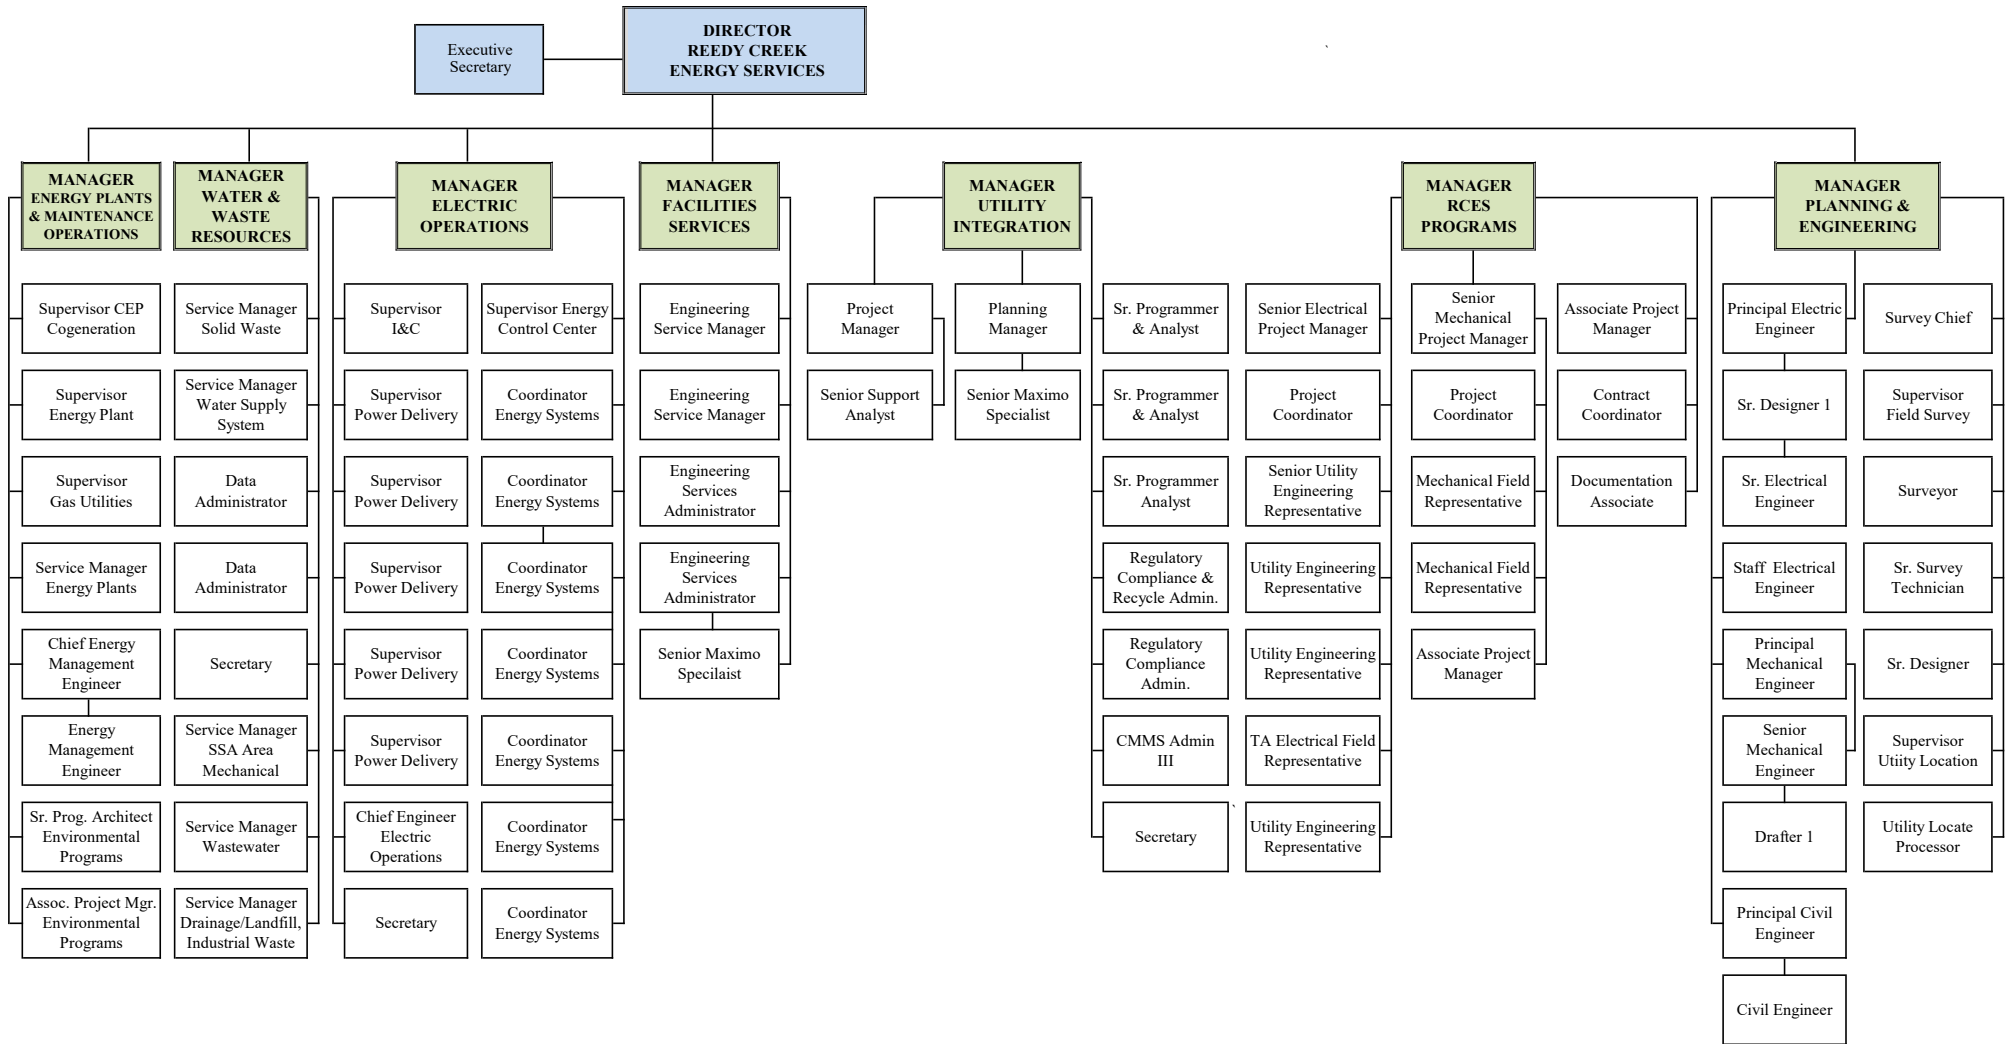 Executive
Secretary
DIRECTOR
REEDY CREEK
ENERGY SERVICES
`
MANAGER
ENERGY PLANTS
& MAINTENANCE
OPERATIONS
MANAGER
WATER &
WASTE
RESOURCES
MANAGER
ELECTRIC
OPERATIONS
MANAGER
FACILITIES
SERVICES
MANAGER
UTILITY
INTEGRATION
MANAGER
RCES
PROGRAMS
MANAGER
PLANNING &
ENGINEERING
Supervisor CEP
Cogeneration
Supervisor
Energy Plant
Supervisor
Gas Utilities
Service Manager
Energy Plants
Chief Energy
Management
Engineer
Energy
Management
Engineer
Sr. Prog. Architect
Environmental
Programs
Assoc. Project Mgr.
Environmental
Programs
Service Manager
Solid Waste
Service Manager
Water Supply
System
Data
Administrator
Data
Administrator
Secretary
Service Manager
SSA Area
Mechanical
Service Manager
Wastewater
Service Manager
Drainage/Landfill,
Industrial Waste
Supervisor
I&C
Supervisor
Power Delivery
Supervisor
Power Delivery
Supervisor
Power Delivery
Supervisor
Power Delivery
Supervisor
Power Delivery
Chief Engineer
Electric
Operations
Secretary
Supervisor Energy
Control Center
Coordinator
Energy Systems
Coordinator
Energy Systems
Coordinator
Energy Systems
Coordinator
Energy Systems
Coordinator
Energy Systems
Coordinator
Energy Systems
Coordinator
Energy Systems
Engineering
Service Manager
Engineering
Service Manager
Engineering
Services
Administrator
Engineering
Services
Administrator
Senior Maximo
Specilaist
Project
Manager
Senior Support
Analyst
Planning
Manager
Senior Maximo
Specialist
Sr. Programmer
& Analyst
Sr. Programmer
& Analyst
Sr. Programmer
Analyst
Regulatory
Compliance &
Recycle Admin.
Regulatory
Compliance
Admin.
CMMS Admin
III
Secretary
`
Senior Electrical
Project Manager
Project
Coordinator
Senior Utility
Engineering
Representative
Utility Engineering
Representative
Utility Engineering
Representative
TA Electrical Field
Representative
Utility Engineering
Representative
Senior
Mechanical
Project Manager
Project
Coordinator
Mechanical Field
Representative
Mechanical Field
Representative
Associate Project
Manager
Associate Project
Manager
Contract
Coordinator
Documentation
Associate
Principal Electric
Engineer
Sr. Designer 1
Sr. Electrical
Engineer
Staff  Electrical
Engineer
Principal
Mechanical
Engineer
Senior
Mechanical
Engineer
Drafter 1
Principal Civil
Engineer
Civil Engineer
Survey Chief
Supervisor
Field Survey
Surveyor
Sr. Survey
Technician
Sr. Designer
Supervisor
Utiity Location
Utility Locate
Processor